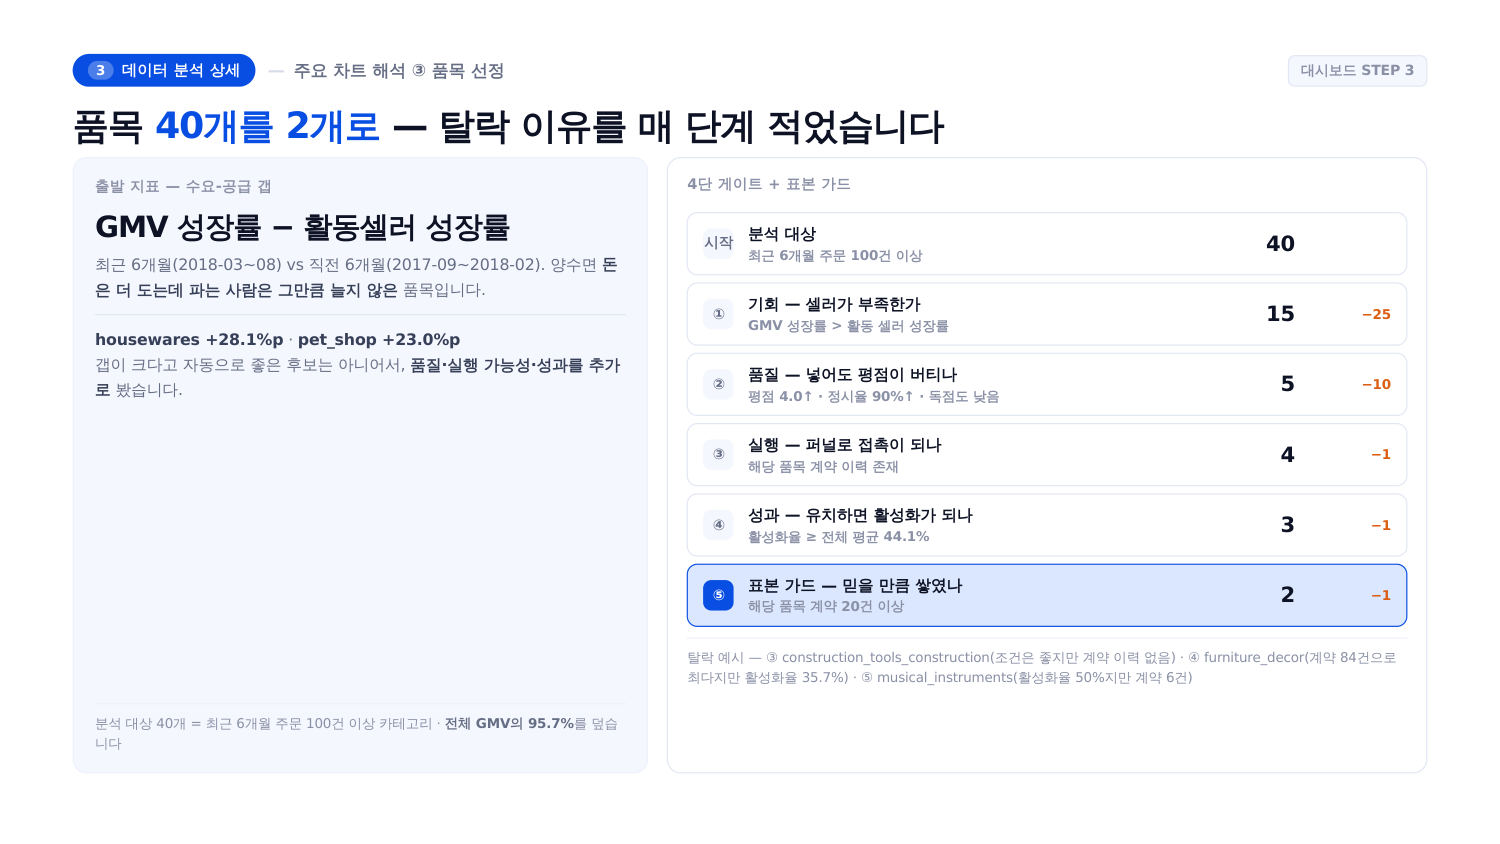 3 데이터 분석 상세 — 주요 차트 해석 ③ 품목 선정
대시보드 STEP 3
품목 40개를 2개로 — 탈락 이유를 매 단계 적었습니다
출발 지표 — 수요-공급 갭
GMV 성장률 − 활동셀러 성장률
최근 6개월(2018-03~08) vs 직전 6개월(2017-09~2018-02). 양수면 돈
은 더 도는데 파는 사람은 그만큼 늘지 않은 품목입니다.
housewares +28.1%p · pet_shop +23.0%p
갭이 크다고 자동으로 좋은 후보는 아니어서, 품질·실행 가능성·성과를 추가
로 봤습니다.
분석 대상 40개 = 최근 6개월 주문 100건 이상 카테고리 · 전체 GMV의 95.7%를 덮습
니다
4단 게이트 + 표본 가드
시작 분석 대상 40
최근 6개월 주문 100건 이상
① 기회 — 셀러가 부족한가 15 −25
GMV 성장률 > 활동 셀러 성장률
② 품질 — 넣어도 평점이 버티나 5 −10
평점 4.0↑ · 정시율 90%↑ · 독점도 낮음
③ 실행 — 퍼널로 접촉이 되나 4 −1
해당 품목 계약 이력 존재
④ 성과 — 유치하면 활성화가 되나 3 −1
활성화율 ≥ 전체 평균 44.1%
⑤ 표본 가드 — 믿을 만큼 쌓였나 2 −1
해당 품목 계약 20건 이상
탈락 예시 — ③ construction_tools_construction(조건은 좋지만 계약 이력 없음) · ④ furniture_decor(계약 84건으로
최다지만 활성화율 35.7%) · ⑤ musical_instruments(활성화율 50%지만 계약 6건)